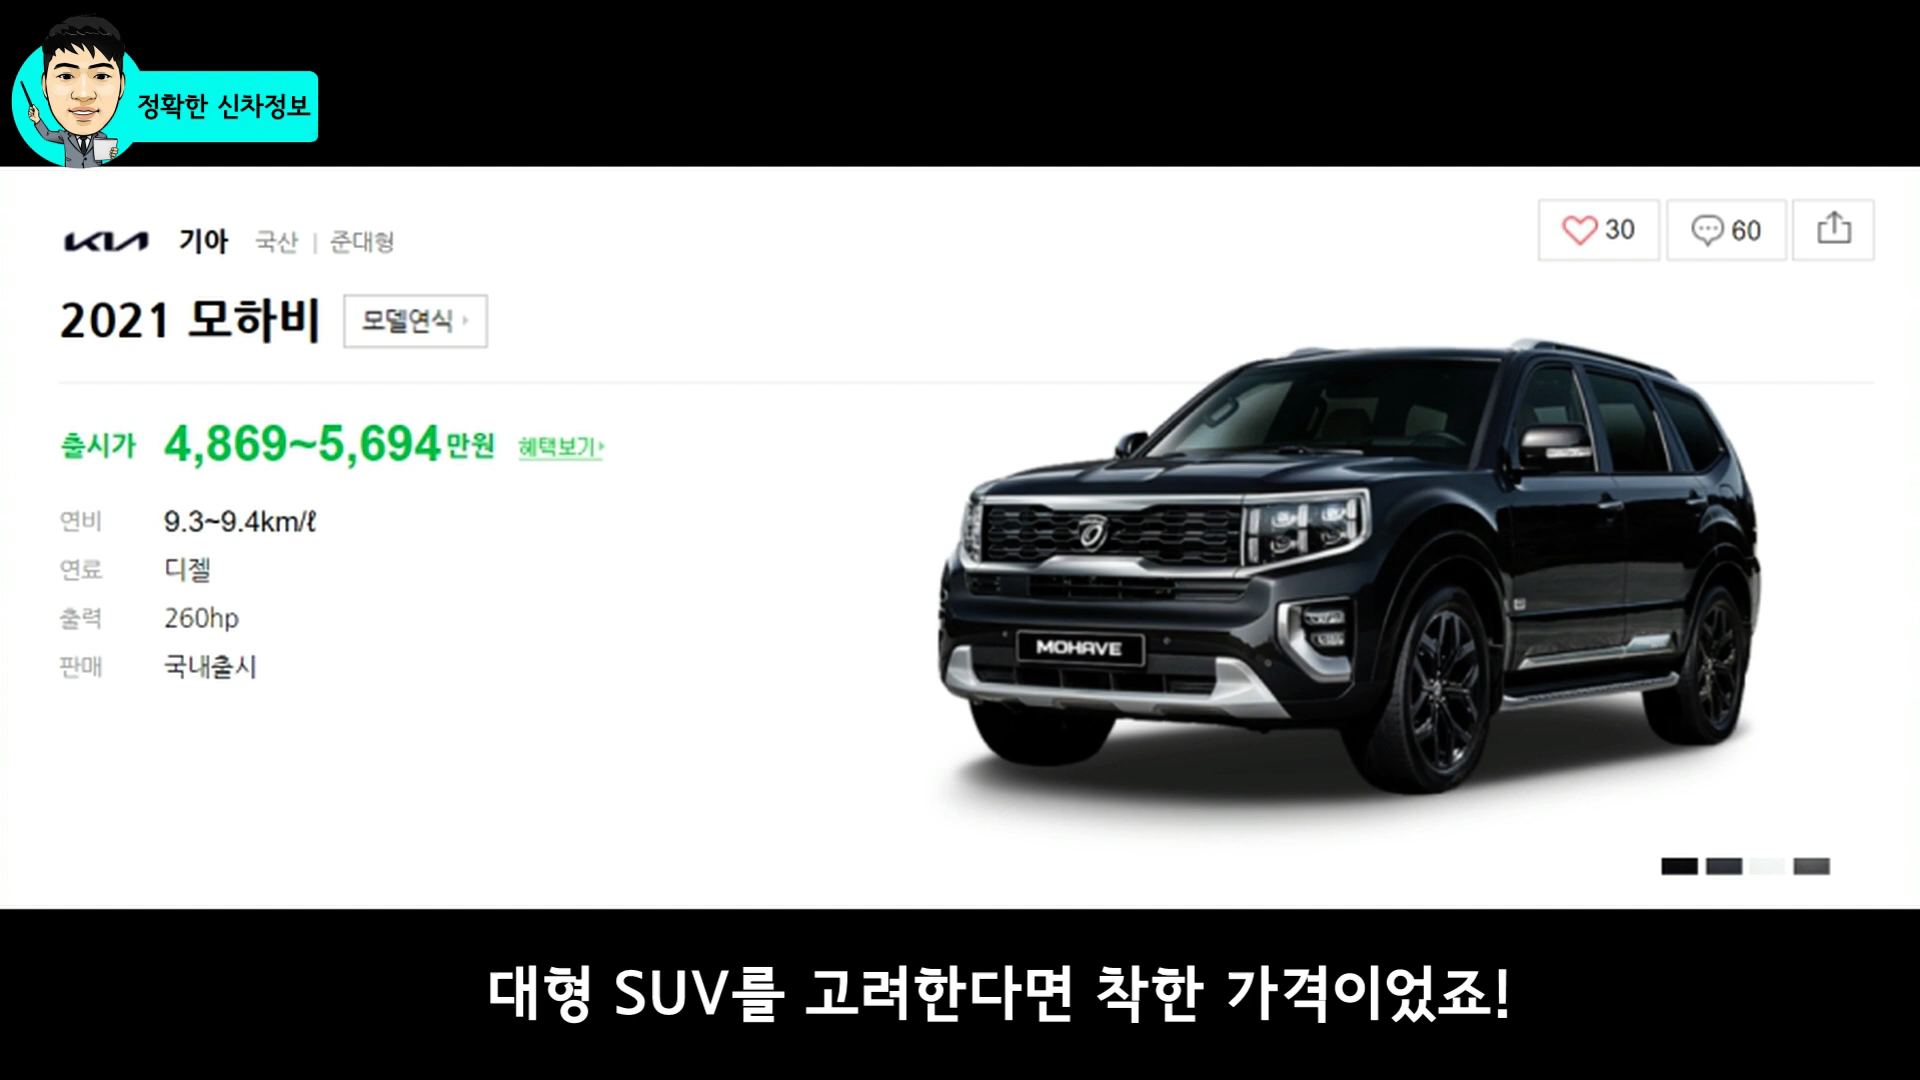 정확한 신차정보
KIA 기아 국산 | 준대형
30 60
2021 모하비 모델연식
출시가 4,869~5,694만원 혜택보기
연비 9.3~9.4km/ℓ
연료 디젤
출력 260hp
판매 국내출시
MOHAVE
대형 SUV를 고려한다면 착한 가격이었죠!